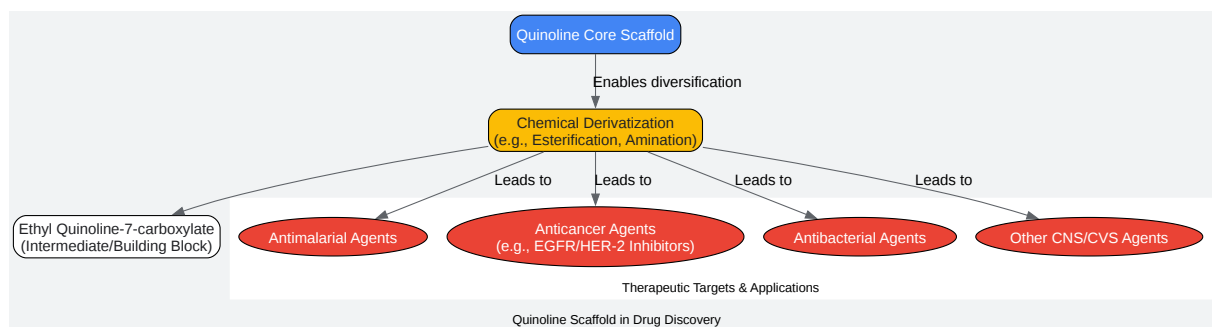 Quinoline Core Scaffold
Enables diversification
Chemical Derivatization
(e.g., Esterification, Amination)
Leads to
Leads to
Leads to
Leads to
Ethyl Quinoline-7-carboxylate
(Intermediate/Building Block)
Antimalarial Agents
Anticancer Agents
(e.g., EGFR/HER-2 Inhibitors)
Antibacterial Agents
Other CNS/CVS Agents
Therapeutic Targets & Applications
Quinoline Scaffold in Drug Discovery